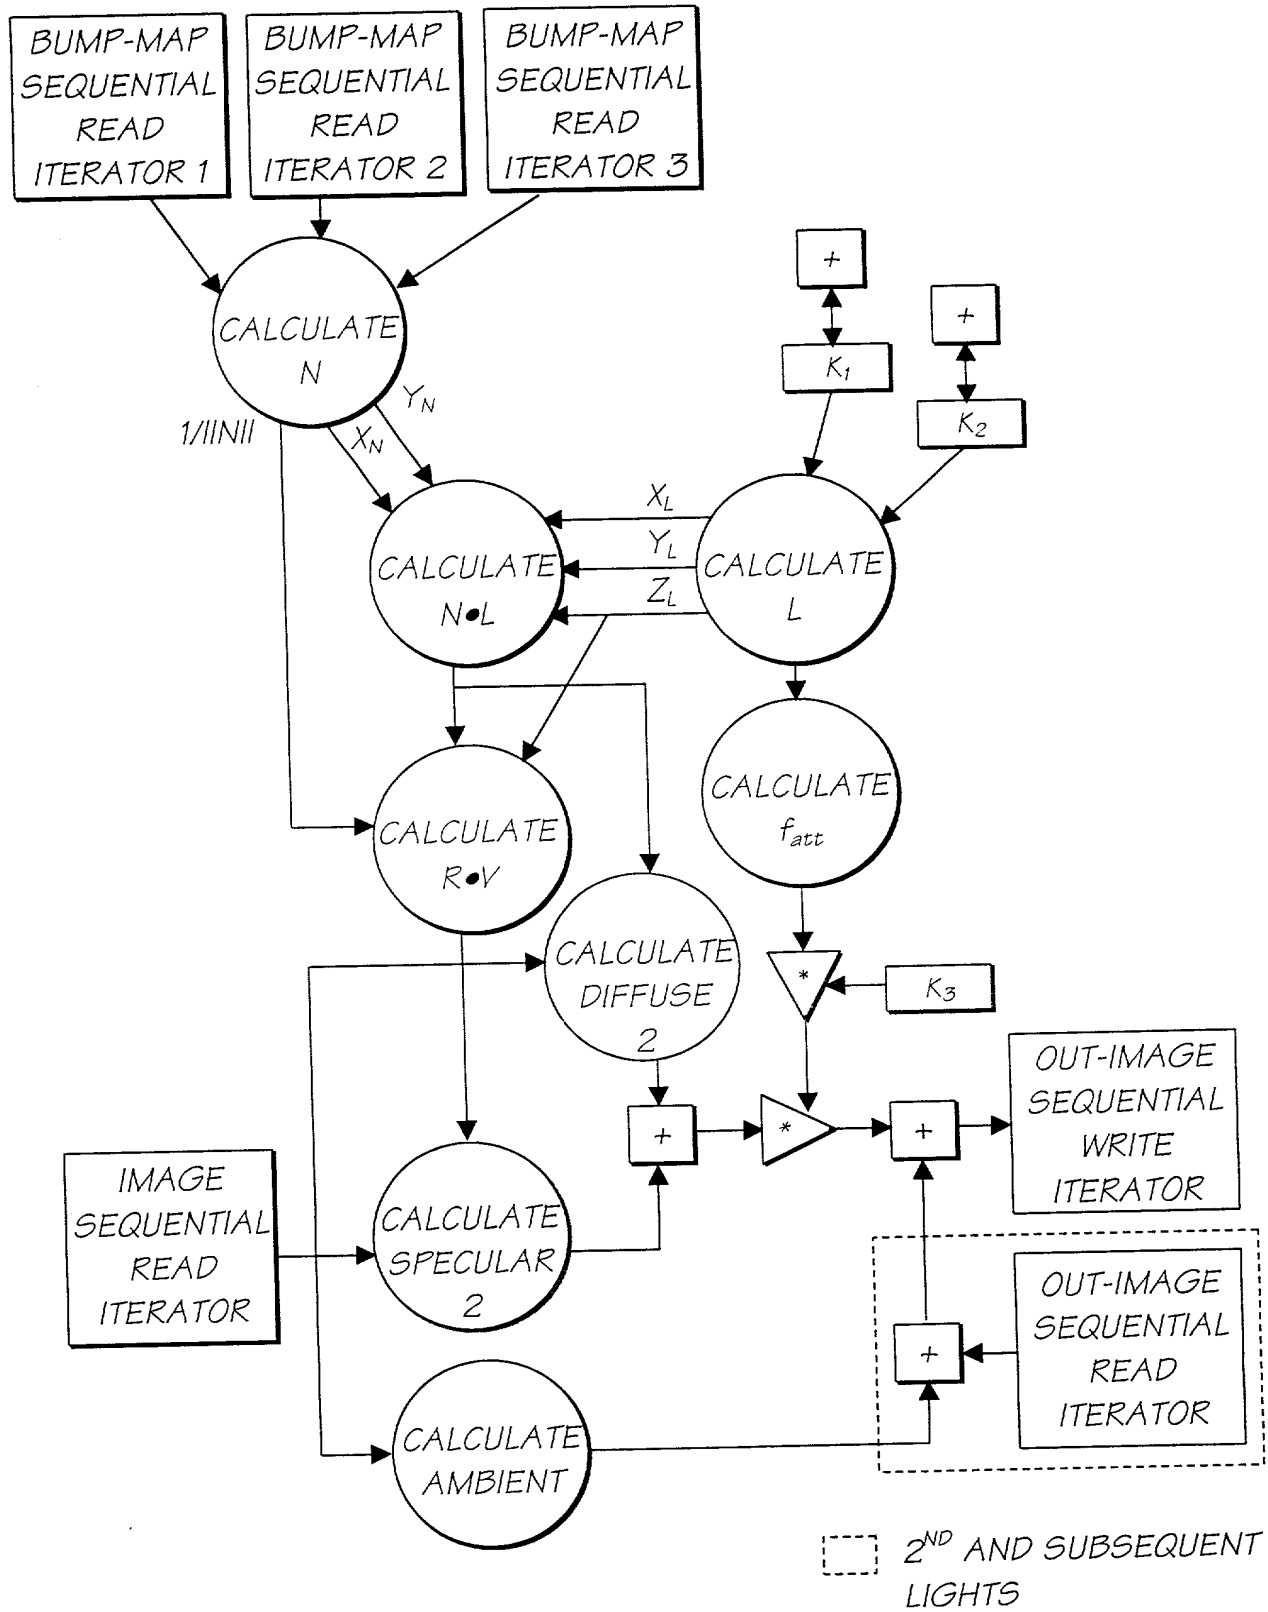 BUMP-MAP
SEQUENTIAL
READ
ITERATOR 1
BUMP-MAP
SEQUENTIAL
READ
ITERATOR 2
BUMP-MAP
SEQUENTIAL
READ
ITERATOR 3
+
+
CALCULATE
N
K1
K2
1/||N||
XN
YN
XL
YL
ZL
CALCULATE
N•L
CALCULATE
L
CALCULATE
R•V
CALCULATE
fatt
CALCULATE
DIFFUSE
2
*
K3
+
*
+
OUT-IMAGE
SEQUENTIAL
WRITE
ITERATOR
IMAGE
SEQUENTIAL
READ
ITERATOR
CALCULATE
SPECULAR
2
+
OUT-IMAGE
SEQUENTIAL
READ
ITERATOR
CALCULATE
AMBIENT
2ND AND SUBSEQUENT
LIGHTS